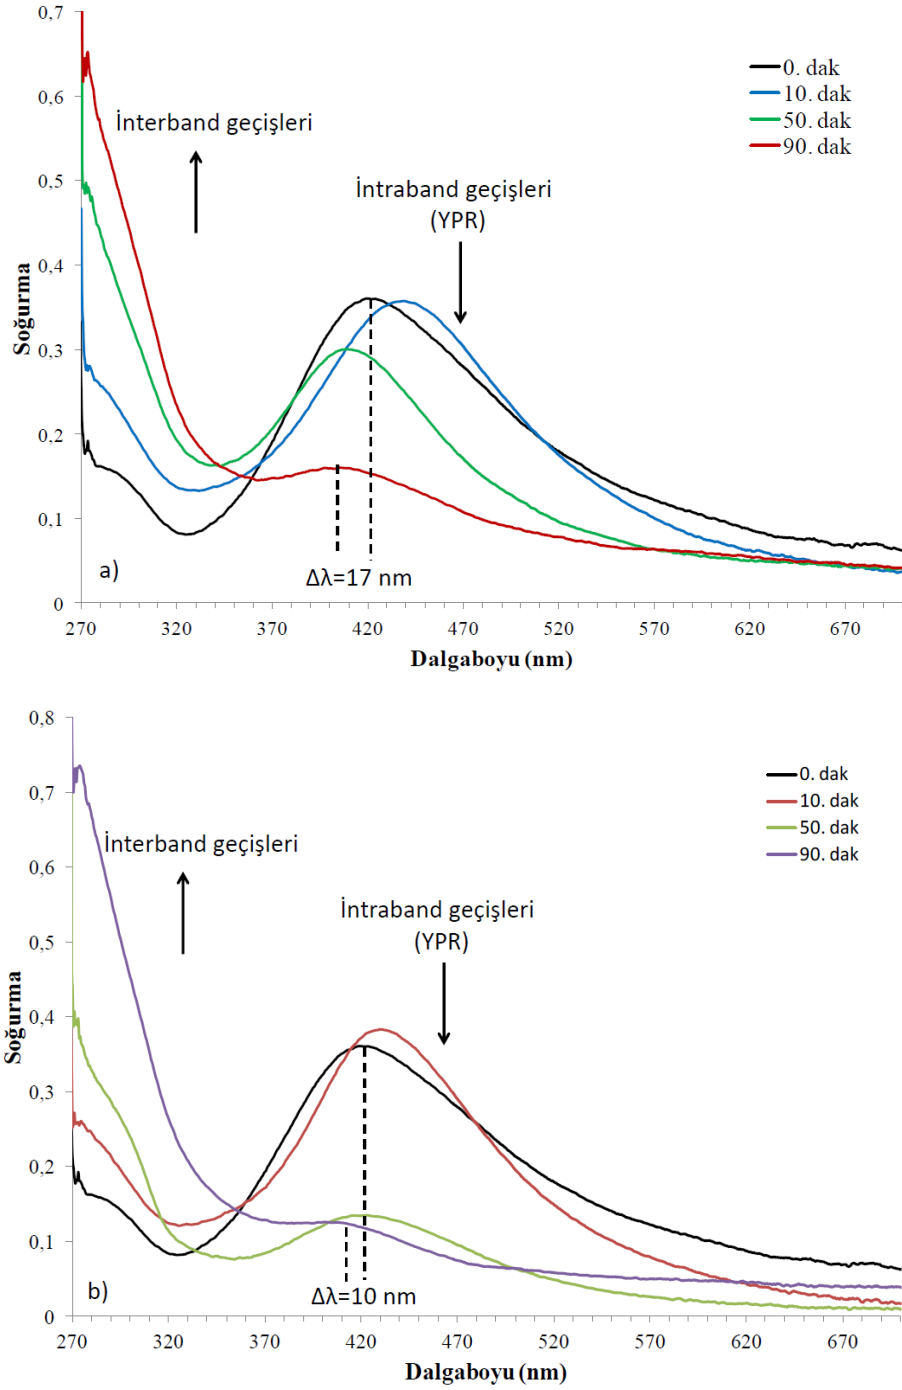 0,7
0,6
0,5
0,4
0,3
0,2
0,1
0
Soğurma
0. dak
10. dak
50. dak
90. dak
İnterband geçişleri
İntraband geçişleri
(YPR)
a)
Δλ=17 nm
270 320 370 420 470 520 570 620 670
Dalgaboyu (nm)
0,8
0,7
0,6
0,5
0,4
0,3
0,2
0,1
0
Soğurma
0. dak
10. dak
50. dak
90. dak
İnterband geçişleri
İntraband geçişleri
(YPR)
b)
Δλ=10 nm
270 320 370 420 470 520 570 620 670
Dalgaboyu (nm)